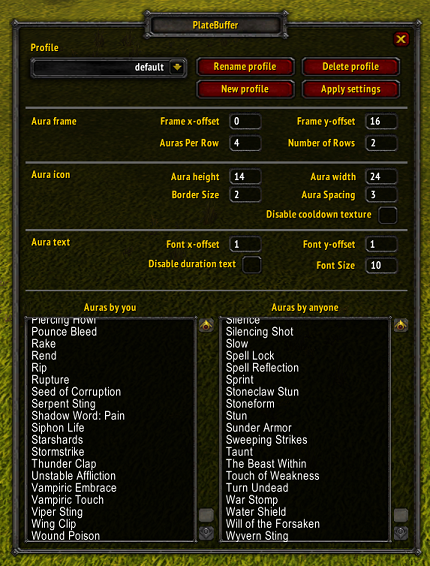 PlateBuffer
Profile
default
Rename profile
Delete profile
New profile
Apply settings
Aura frame
Frame x-offset 0
Frame y-offset 16
Auras Per Row 4
Number of Rows 2
Aura icon
Aura height 14
Aura width 24
Border Size 2
Aura Spacing 3
Disable cooldown texture
Aura text
Font x-offset 1
Font y-offset 1
Disable duration text
Font Size 10
Auras by you
Piercing Howl
Pounce Bleed
Rake
Rend
Rip
Rupture
Seed of Corruption
Serpent Sting
Shadow Word: Pain
Siphon Life
Starshards
Stormstrike
Thunder Clap
Unstable Affliction
Vampiric Embrace
Vampiric Touch
Viper Sting
Wing Clip
Wound Poison
Auras by anyone
Silence
Silencing Shot
Slow
Spell Lock
Spell Reflection
Sprint
Stoneclaw Stun
Stoneform
Stun
Sunder Armor
Sweeping Strikes
Taunt
The Beast Within
Touch of Weakness
Turn Undead
War Stomp
Water Shield
Will of the Forsaken
Wyvern Sting